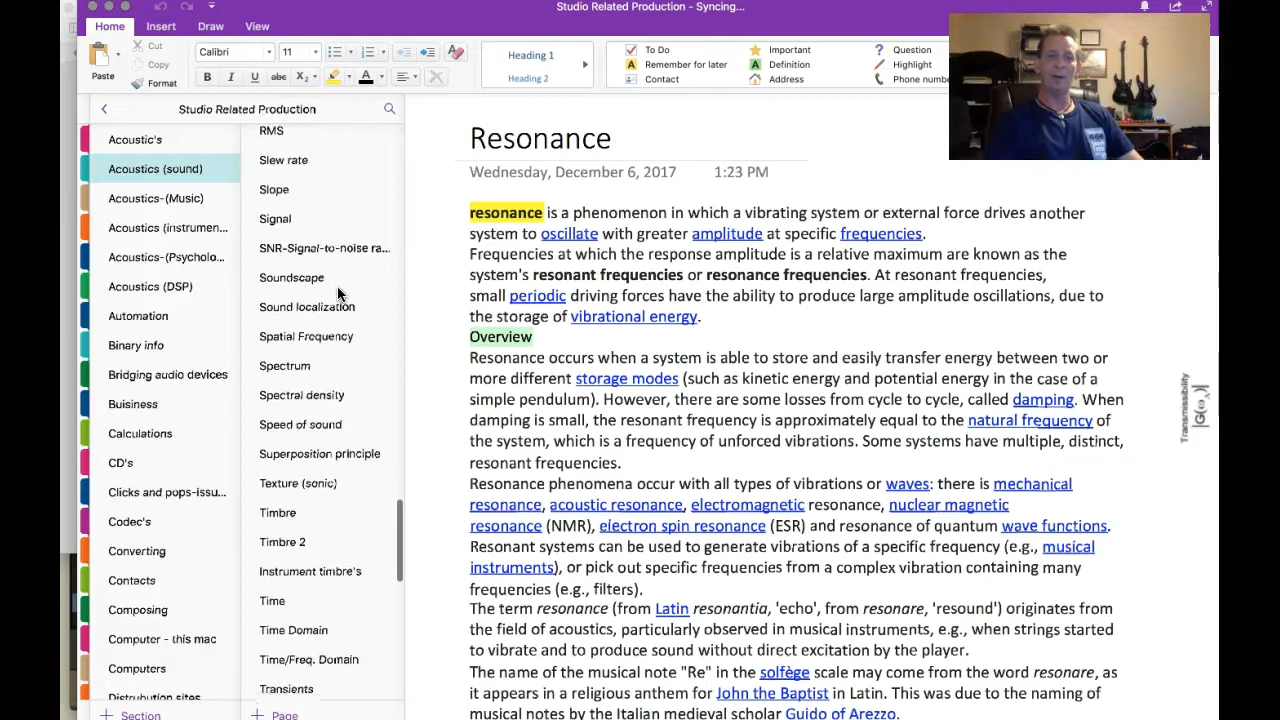 Studio Related Production - Syncing...
Home
Insert
Draw
View
Paste
Cut
Copy
Format
Calibri
11
B I U abc X₂ A
Heading 1
Heading 2
To Do
Remember for later
Contact
Important
Definition
Address
Question
Highlight
Phone numb
Studio Related Production
Acoustic's
Acoustics (sound)
Acoustics-(Music)
Acoustics (instrumen...
Acoustics-(Psycholo...
Acoustics (DSP)
Automation
Binary info
Bridging audio devices
Buisiness
Calculations
CD's
Clicks and pops-issu...
Codec's
Converting
Contacts
Composing
Computer - this mac
Computers
Distrubution sites
+ Section
RMS
Slew rate
Slope
Signal
SNR-Signal-to-noise ra...
Soundscape
Sound localization
Spatial Frequency
Spectrum
Spectral density
Speed of sound
Superposition principle
Texture (sonic)
Timbre
Timbre 2
Instrument timbre's
Time
Time Domain
Time/Freq. Domain
Transients
+ Page
Resonance
Wednesday, December 6, 2017 1:23 PM
resonance is a phenomenon in which a vibrating system or external force drives another
system to oscillate with greater amplitude at specific frequencies.
Frequencies at which the response amplitude is a relative maximum are known as the
system's resonant frequencies or resonance frequencies. At resonant frequencies,
small periodic driving forces have the ability to produce large amplitude oscillations, due to
the storage of vibrational energy.
Overview
Resonance occurs when a system is able to store and easily transfer energy between two or
more different storage modes (such as kinetic energy and potential energy in the case of a
simple pendulum). However, there are some losses from cycle to cycle, called damping. When
damping is small, the resonant frequency is approximately equal to the natural frequency of
the system, which is a frequency of unforced vibrations. Some systems have multiple, distinct,
resonant frequencies.
Resonance phenomena occur with all types of vibrations or waves: there is mechanical
resonance, acoustic resonance, electromagnetic resonance, nuclear magnetic
resonance (NMR), electron spin resonance (ESR) and resonance of quantum wave functions.
Resonant systems can be used to generate vibrations of a specific frequency (e.g., musical
instruments), or pick out specific frequencies from a complex vibration containing many
frequencies (e.g., filters).
The term resonance (from Latin resonantia, 'echo', from resonare, 'resound') originates from
the field of acoustics, particularly observed in musical instruments, e.g., when strings started
to vibrate and to produce sound without direct excitation by the player.
The name of the musical note "Re" in the solfège scale may come from the word resonare, as
it appears in a religious anthem for John the Baptist in Latin. This was due to the naming of
musical notes by the Italian medieval scholar Guido of Arezzo.
Transmissibility